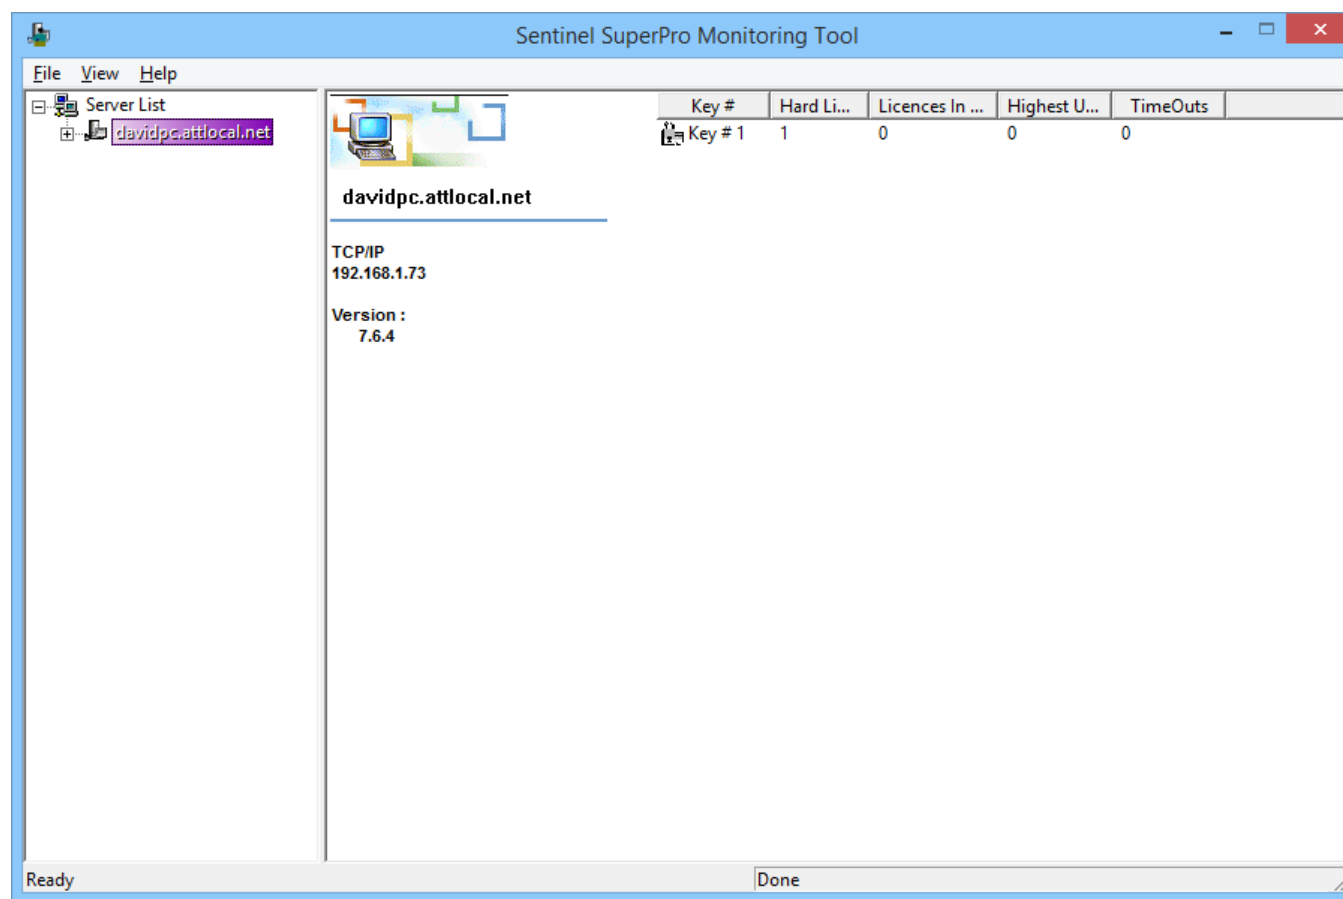 Sentinel SuperPro Monitoring Tool
File View Help
Server List
davidpc.attlocal.net
davidpc.attlocal.net
TCP/IP
192.168.1.73
Version :
7.6.4
Key # Hard Li... Licences In ... Highest U... TimeOuts
Key # 1 1 0 0 0
Ready Done